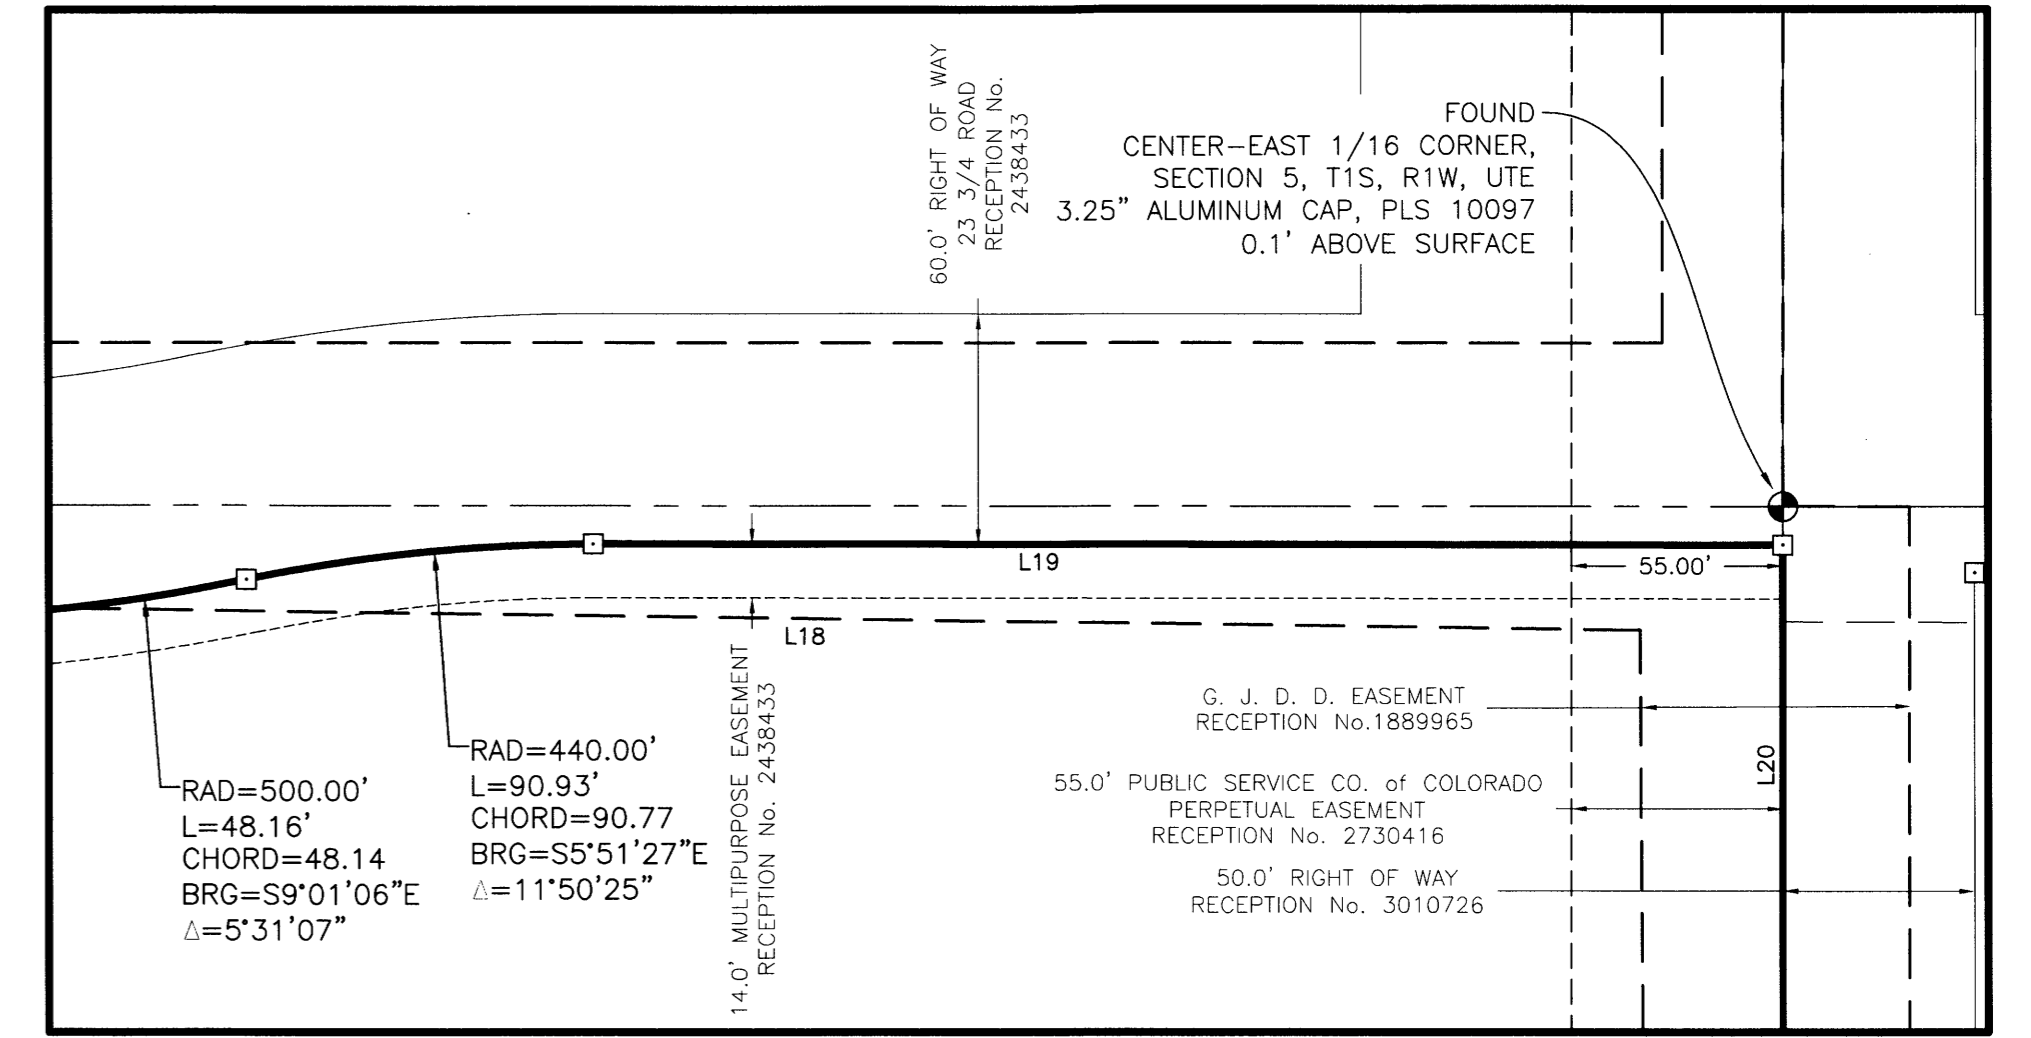 60.0' RIGHT OF WAY
23 3/4 ROAD
RECEPTION No.
2438433
FOUND
CENTER-EAST 1/16 CORNER,
SECTION 5, T1S, R1W, UTE
3.25" ALUMINUM CAP, PLS 10097
0.1' ABOVE SURFACE
L19
55.00'
L18
14.0' MULTIPURPOSE EASEMENT
RECEPTION No. 2438433
G. J. D. D. EASEMENT
RECEPTION No.1889965
L20
55.0' PUBLIC SERVICE CO. of COLORADO
PERPETUAL EASEMENT
RECEPTION No. 2730416
50.0' RIGHT OF WAY
RECEPTION No. 3010726
RAD=440.00'
L=90.93'
CHORD=90.77
BRG=S5°51'27"E
Δ=11°50'25"
RAD=500.00'
L=48.16'
CHORD=48.14
BRG=S9°01'06"E
Δ=5°31'07"